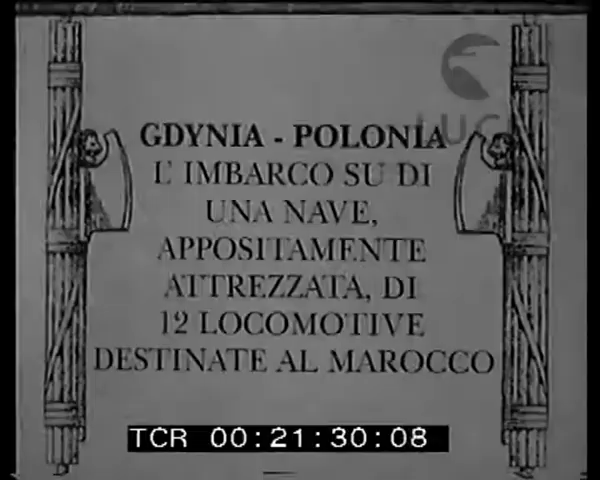 GDYNIA - POLONIA
L' IMBARCO SU DI
UNA NAVE,
APPOSITAMENTE
ATTREZZATA, DI
12 LOCOMOTIVE
DESTINATE AL MAROCCO
LUCE
TCR 00:21:30:08